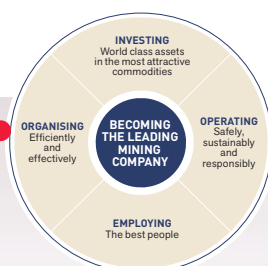 INVESTING
World class assets
in the most attractive
commodities
ORGANISING
Efficiently
and
effectively
BECOMING
THE LEADING
MINING
COMPANY
OPERATING
Safely,
sustainably
and
responsibly
EMPLOYING
The best people